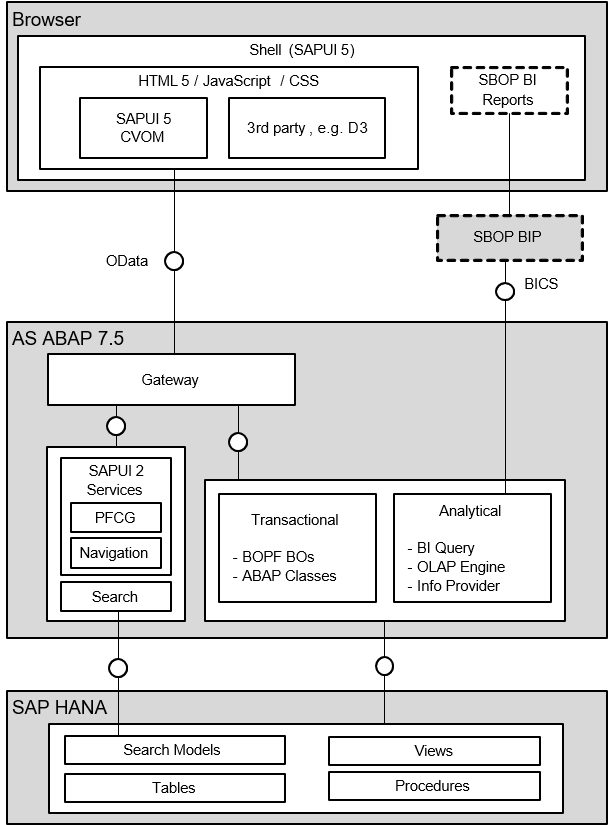 Browser
Shell (SAPUI 5)
HTML 5 / JavaScript / CSS
SAPUI 5
CVOM
3rd party , e.g. D3
SBOP BI
Reports
SBOP BIP
OData
BICS
AS ABAP 7.5
Gateway
SAPUI 2
Services
PFCG
Navigation
Search
Transactional
- BOPF BOs
- ABAP Classes
Analytical
- BI Query
- OLAP Engine
- Info Provider
SAP HANA
Search Models
Views
Tables
Procedures